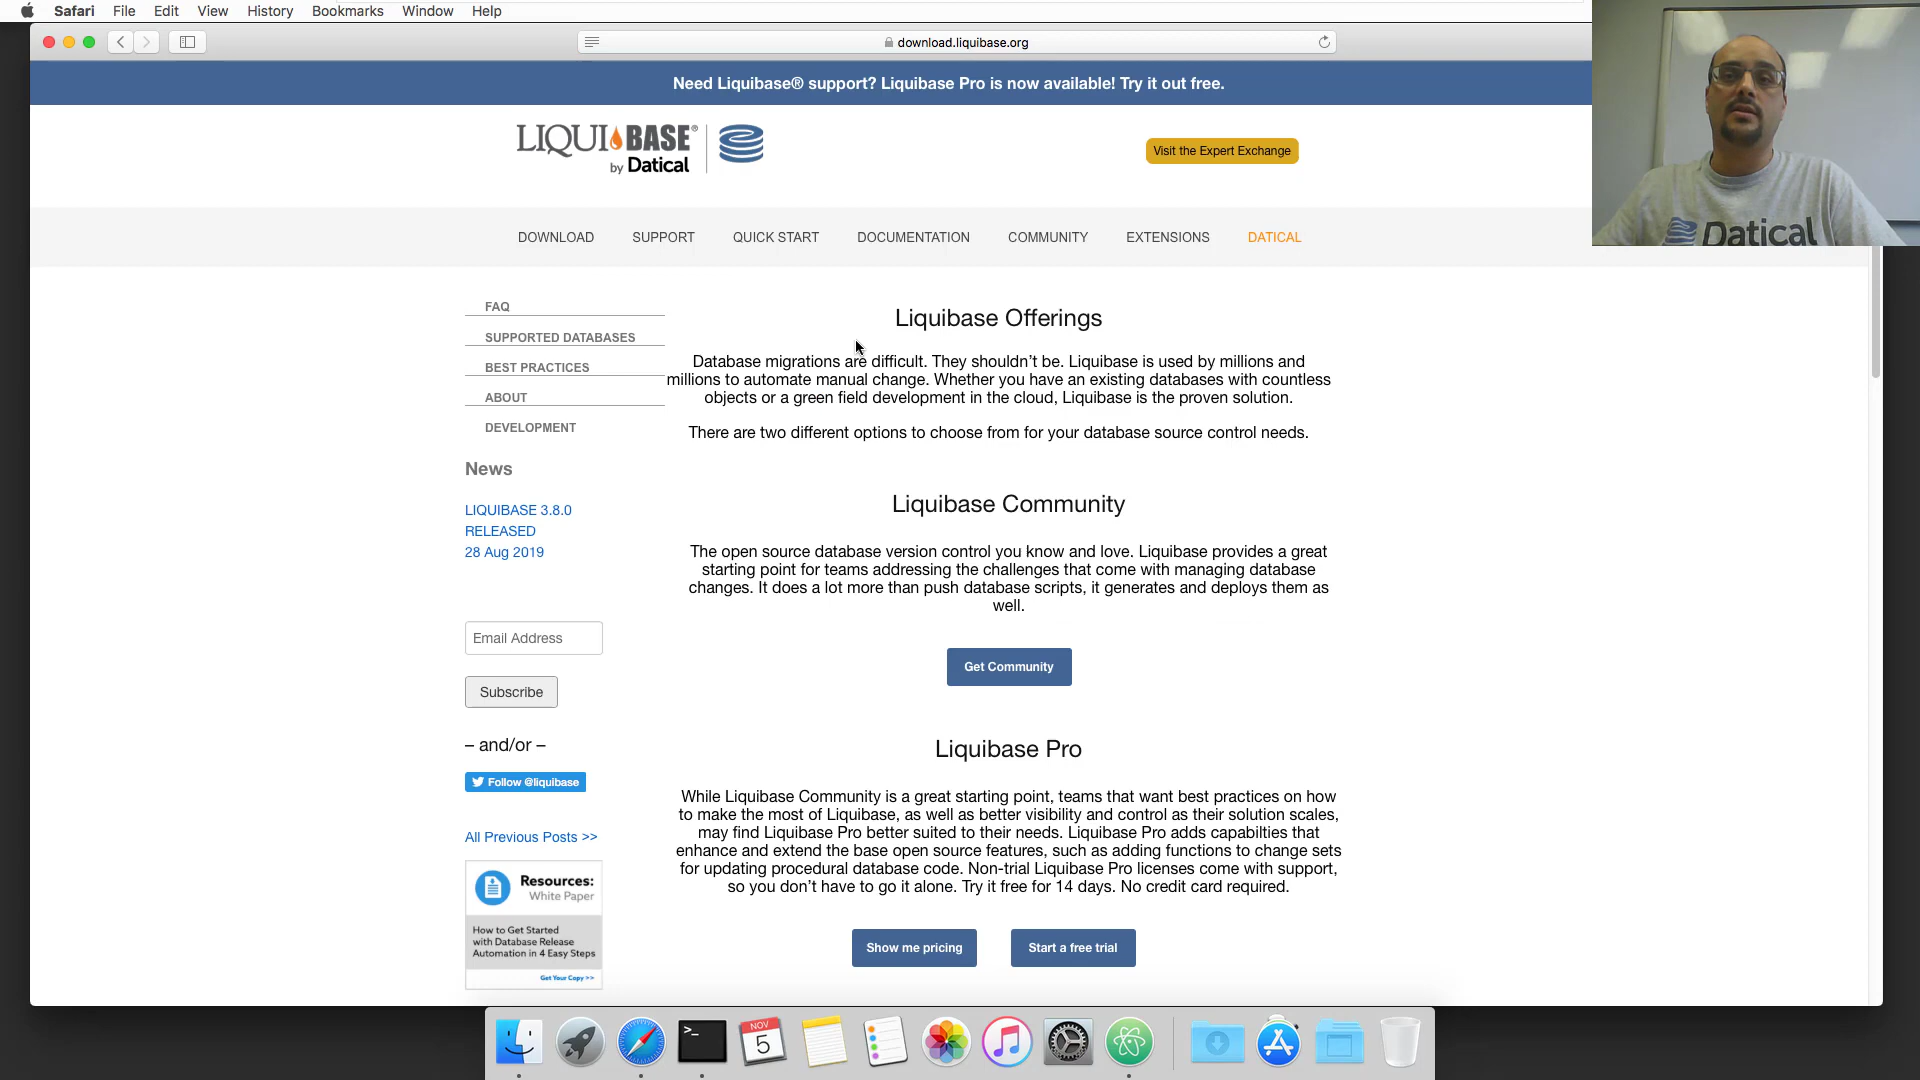 Safari File Edit View History Bookmarks Window Help
download.liquibase.org
Need Liquibase® support? Liquibase Pro is now available! Try it out free.
LIQUIBASE®
by Datical
Visit the Expert Exchange
Datical
DOWNLOAD SUPPORT QUICK START DOCUMENTATION COMMUNITY EXTENSIONS DATICAL
FAQ
SUPPORTED DATABASES
BEST PRACTICES
ABOUT
DEVELOPMENT
News
LIQUIBASE 3.8.0
RELEASED
28 Aug 2019
Email Address
Subscribe
– and/or –
Follow @liquibase
All Previous Posts >>
Resources:
White Paper
How to Get Started
with Database Release
Automation in 4 Easy Steps
Get Your Copy >>
Liquibase Offerings
Database migrations are difficult. They shouldn’t be. Liquibase is used by millions and
millions to automate manual change. Whether you have an existing databases with countless
objects or a green field development in the cloud, Liquibase is the proven solution.
There are two different options to choose from for your database source control needs.
Liquibase Community
The open source database version control you know and love. Liquibase provides a great
starting point for teams addressing the challenges that come with managing database
changes. It does a lot more than push database scripts, it generates and deploys them as
well.
Get Community
Liquibase Pro
While Liquibase Community is a great starting point, teams that want best practices on how
to make the most of Liquibase, as well as better visibility and control as their solution scales,
may find Liquibase Pro better suited to their needs. Liquibase Pro adds capabilties that
enhance and extend the base open source features, such as adding functions to change sets
for updating procedural database code. Non-trial Liquibase Pro licenses come with support,
so you don’t have to go it alone. Try it free for 14 days. No credit card required.
Show me pricing
Start a free trial
>_
NOV
5